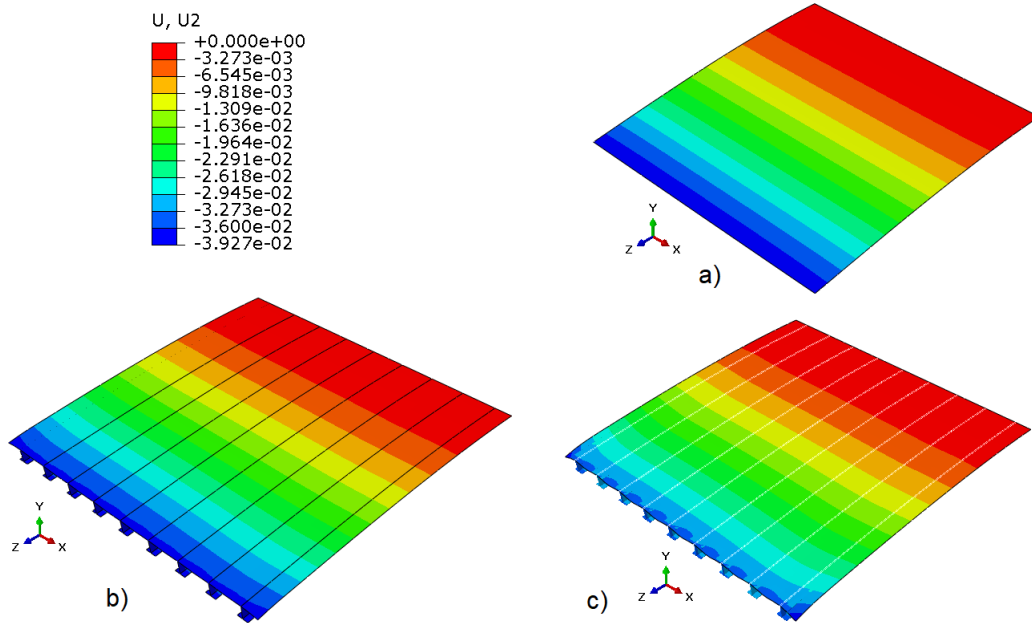 U, U2
+0.000e+00
-3.273e-03
-6.545e-03
-9.818e-03
-1.309e-02
-1.636e-02
-1.964e-02
-2.291e-02
-2.618e-02
-2.945e-02
-3.273e-02
-3.600e-02
-3.927e-02
Y
Z
X
a)
Y
Z
X
b)
Y
Z
X
c)